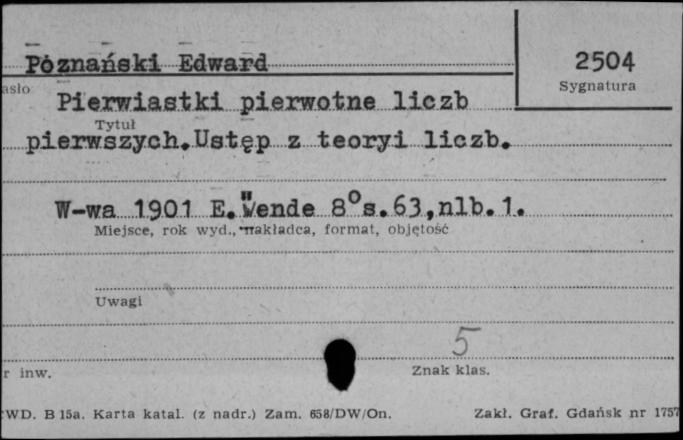 Poznański Edward
2504
Sygnatura
asło
Pierwiastki pierwotne liczb
Tytuł
pierwszych.Ustęp z teoryi liczb.
W-wa 1901 E.Wende 8°s.63,nlb.1.
Miejsce, rok wyd., nakładca, format, objętość
Uwagi
5
r inw.
Znak klas.
WD. B 15a. Karta katal. (z nadr.) Zam. 658/DW/On.
Zakł. Graf. Gdańsk nr 1757